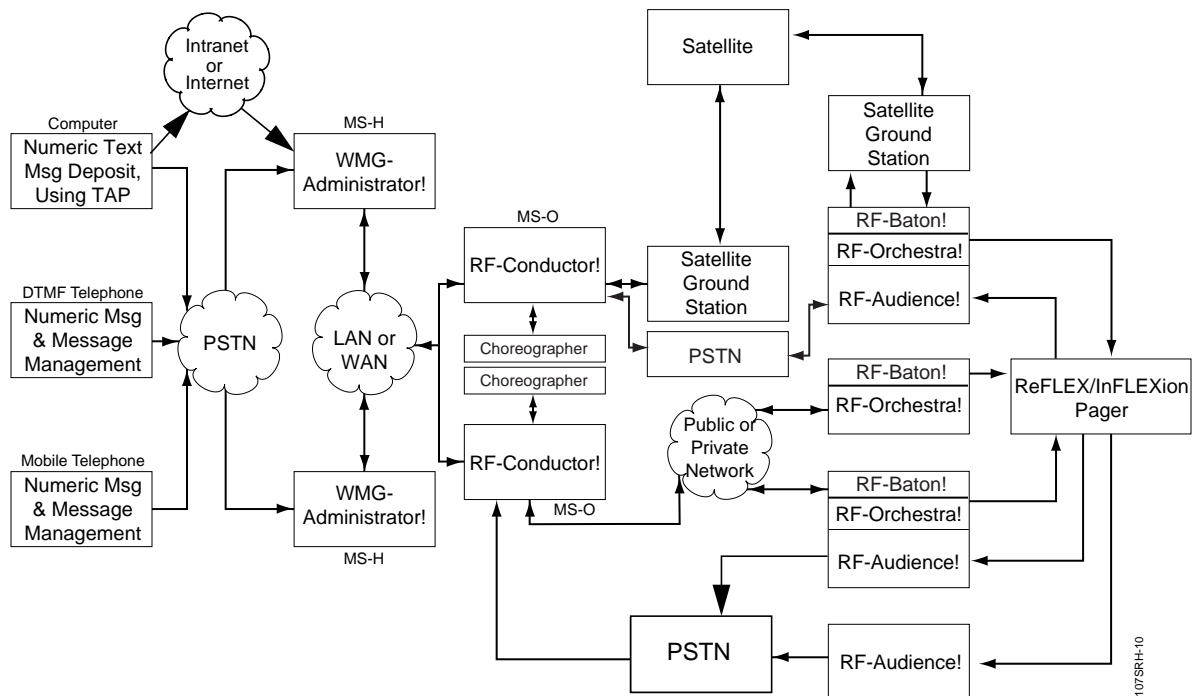 Intranet
or
Internet
Satellite
Computer
Numeric Text
Msg Deposit,
Using TAP
MS-H
WMG-
Administrator!
Satellite
Ground
Station
MS-O
RF-Conductor!
Satellite
Ground
Station
RF-Baton!
RF-Orchestra!
RF-Audience!
DTMF Telephone
Numeric Msg
& Message
Management
PSTN
LAN or
WAN
Choreographer
Choreographer
PSTN
RF-Baton!
RF-Orchestra!
ReFLEX/InFLEXion
Pager
Public or
Private
Network
Mobile Telephone
Numeric Msg
& Message
Management
WMG-
Administrator!
MS-H
RF-Conductor!
MS-O
RF-Baton!
RF-Orchestra!
RF-Audience!
PSTN
RF-Audience!
107SRH-10